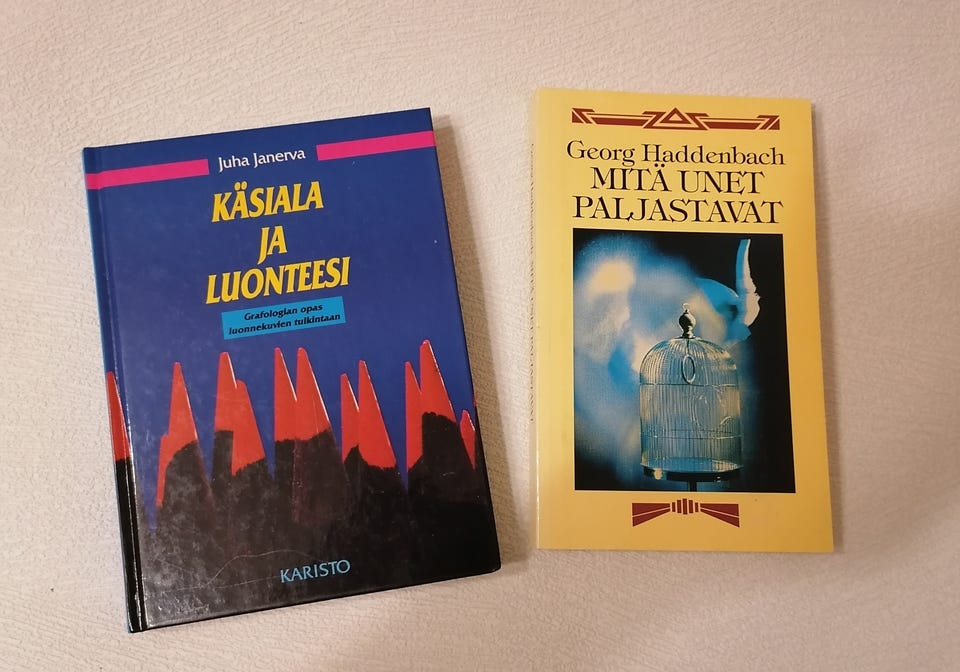 Juha Janerva
KÄSIALA
JA
LUONTEESI
Grafologian opas
luonnekuvien tulkintaan
KARISTO
Georg Haddenbach
MITÄ UNET
PALJASTAVAT